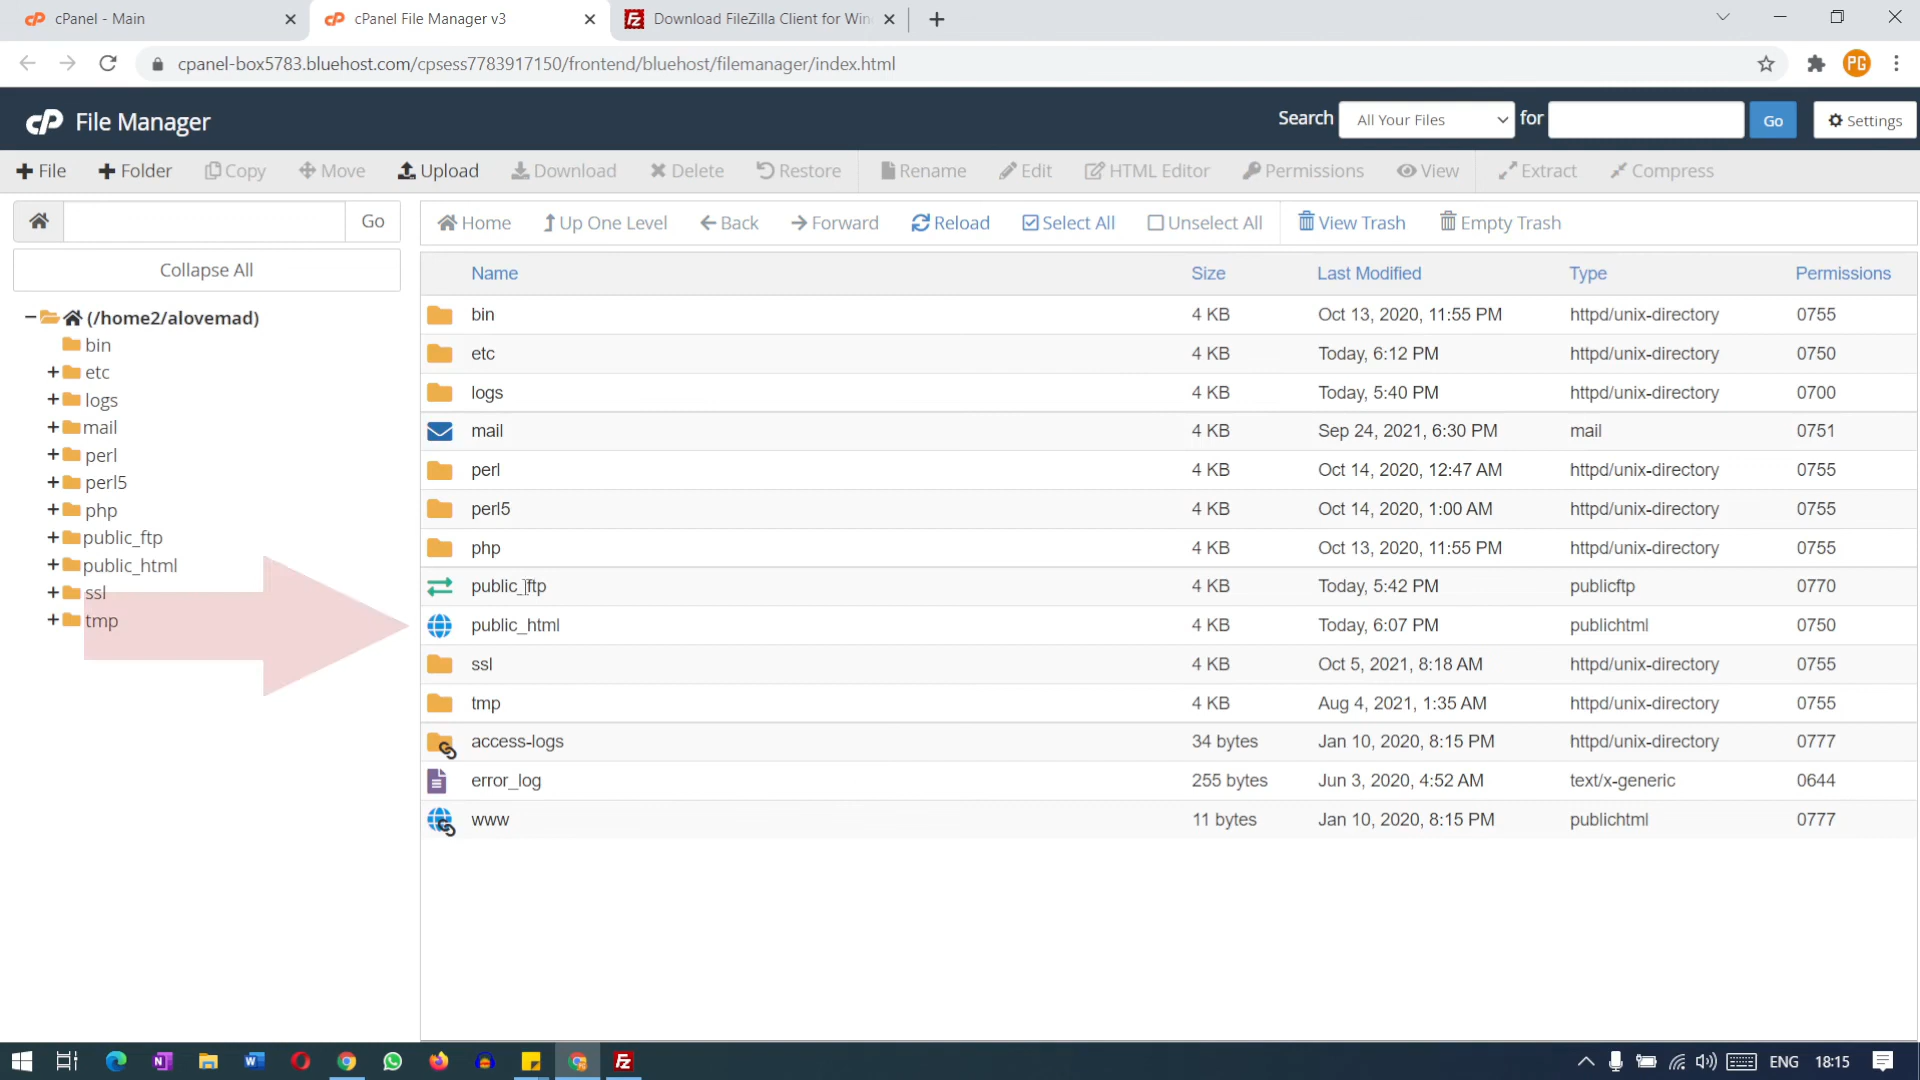 cPanel - Main
cPanel File Manager v3
Download FileZilla Client for Win
cpanel-box5783.bluehost.com/cpsess7783917150/frontend/bluehost/filemanager/index.html
PG
cP File Manager
Search All Your Files for Go Settings
File Folder Copy Move Upload Download Delete Restore Rename Edit HTML Editor Permissions View Extract Compress
Go
Home Up One Level Back Forward Reload Select All Unselect All View Trash Empty Trash
Collapse All
(/home2/alovemad)
bin
etc
logs
mail
perl
perl5
php
public_ftp
public_html
ssl
tmp
Name Size Last Modified Type Permissions
bin 4 KB Oct 13, 2020, 11:55 PM httpd/unix-directory 0755
etc 4 KB Today, 6:12 PM httpd/unix-directory 0750
logs 4 KB Today, 5:40 PM httpd/unix-directory 0700
mail 4 KB Sep 24, 2021, 6:30 PM mail 0751
perl 4 KB Oct 14, 2020, 12:47 AM httpd/unix-directory 0755
perl5 4 KB Oct 14, 2020, 1:00 AM httpd/unix-directory 0755
php 4 KB Oct 13, 2020, 11:55 PM httpd/unix-directory 0755
public_ftp 4 KB Today, 5:42 PM publicftp 0770
public_html 4 KB Today, 6:07 PM publichtml 0750
ssl 4 KB Oct 5, 2021, 8:18 AM httpd/unix-directory 0755
tmp 4 KB Aug 4, 2021, 1:35 AM httpd/unix-directory 0755
access-logs 34 bytes Jan 10, 2020, 8:15 PM httpd/unix-directory 0777
error_log 255 bytes Jun 3, 2020, 4:52 AM text/x-generic 0644
www 11 bytes Jan 10, 2020, 8:15 PM publichtml 0777
ENG 18:15